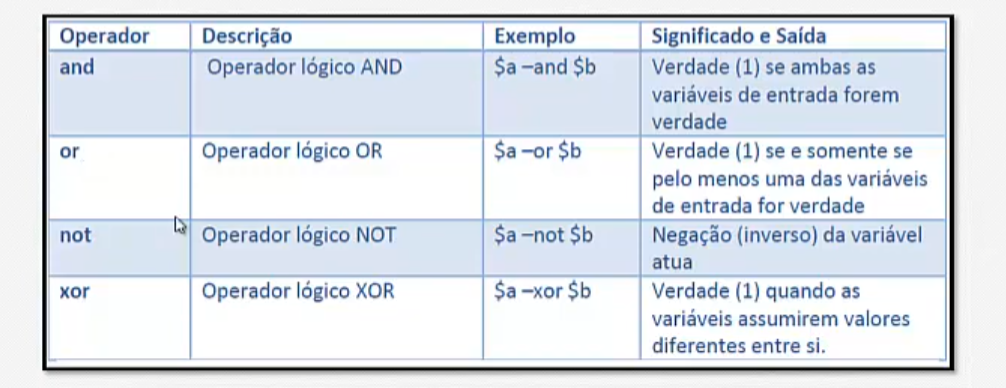 Operador Descrição Exemplo Significado e Saída
and Operador lógico AND $a –and $b Verdade (1) se ambas as
variáveis de entrada forem
verdade
or Operador lógico OR $a –or $b Verdade (1) se e somente se
pelo menos uma das variáveis
de entrada for verdade
not Operador lógico NOT $a –not $b Negação (inverso) da variável
atua
xor Operador lógico XOR $a –xor $b Verdade (1) quando as
variáveis assumirem valores
diferentes entre si.